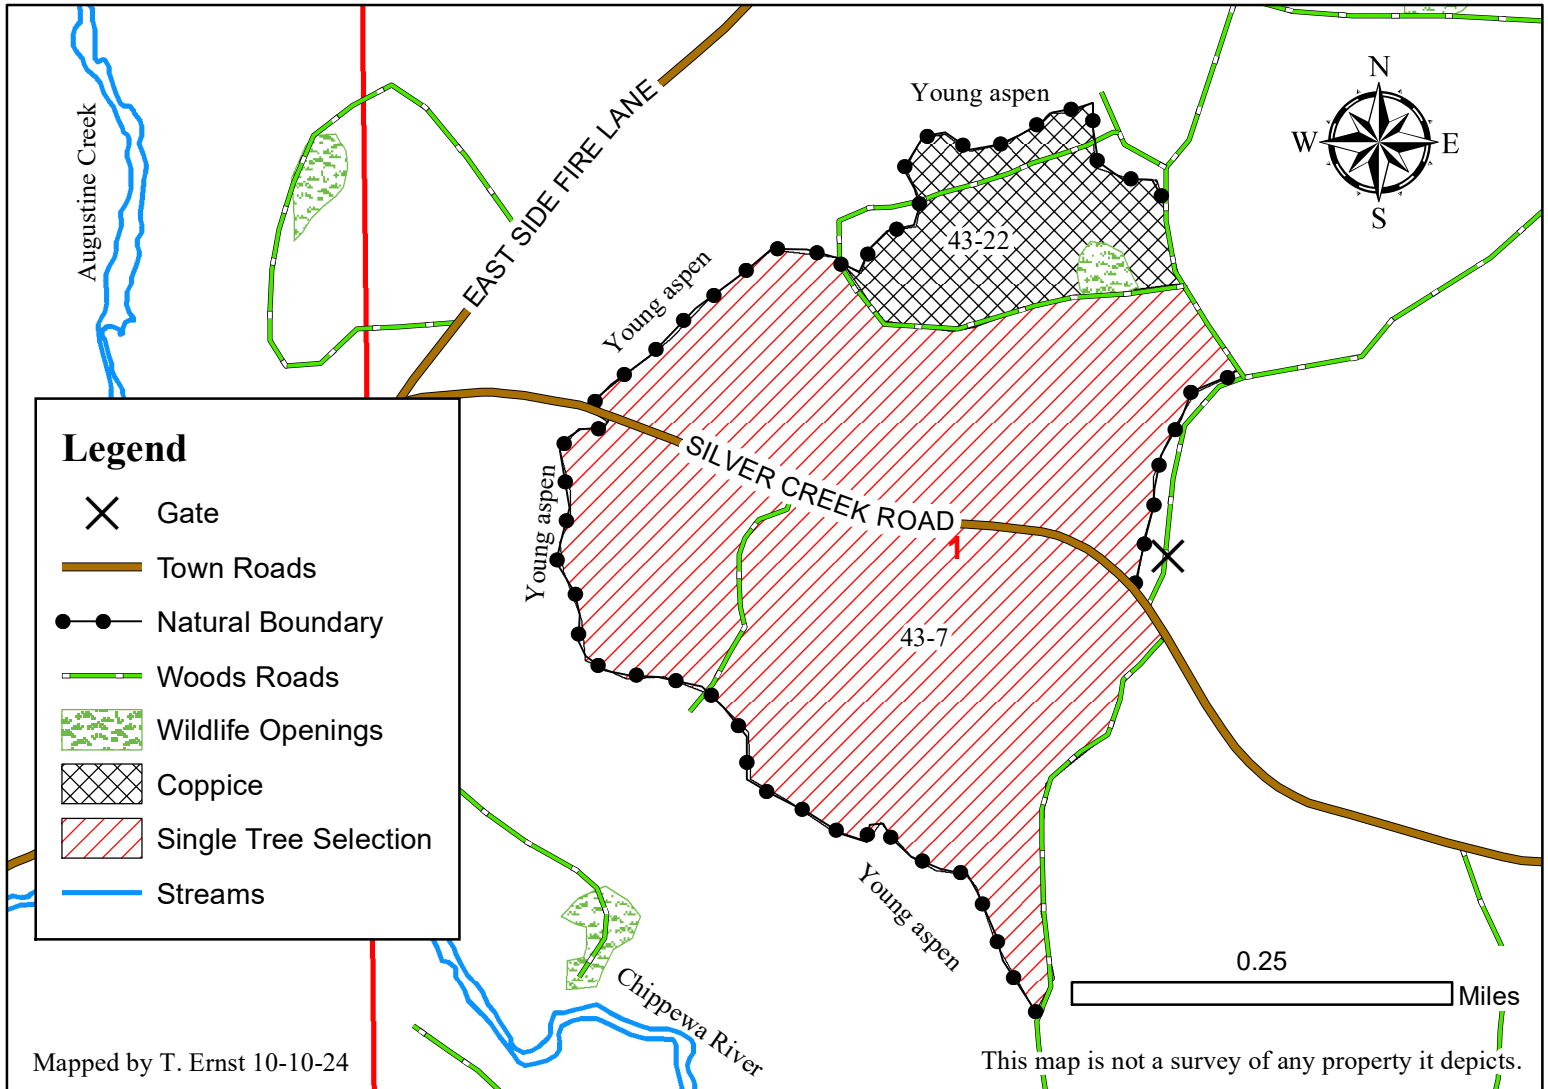 Young aspen
N
W
E
S
Augustine Creek
EAST SIDE FIRE LANE
43-22
Young aspen
SILVER CREEK ROAD
1
Young aspen
43-7
Legend
Gate
Town Roads
Natural Boundary
Woods Roads
Wildlife Openings
Coppice
Single Tree Selection
Streams
Young aspen
Chippewa River
0.25
Miles
Mapped by T. Ernst 10-10-24
This map is not a survey of any property it depicts.